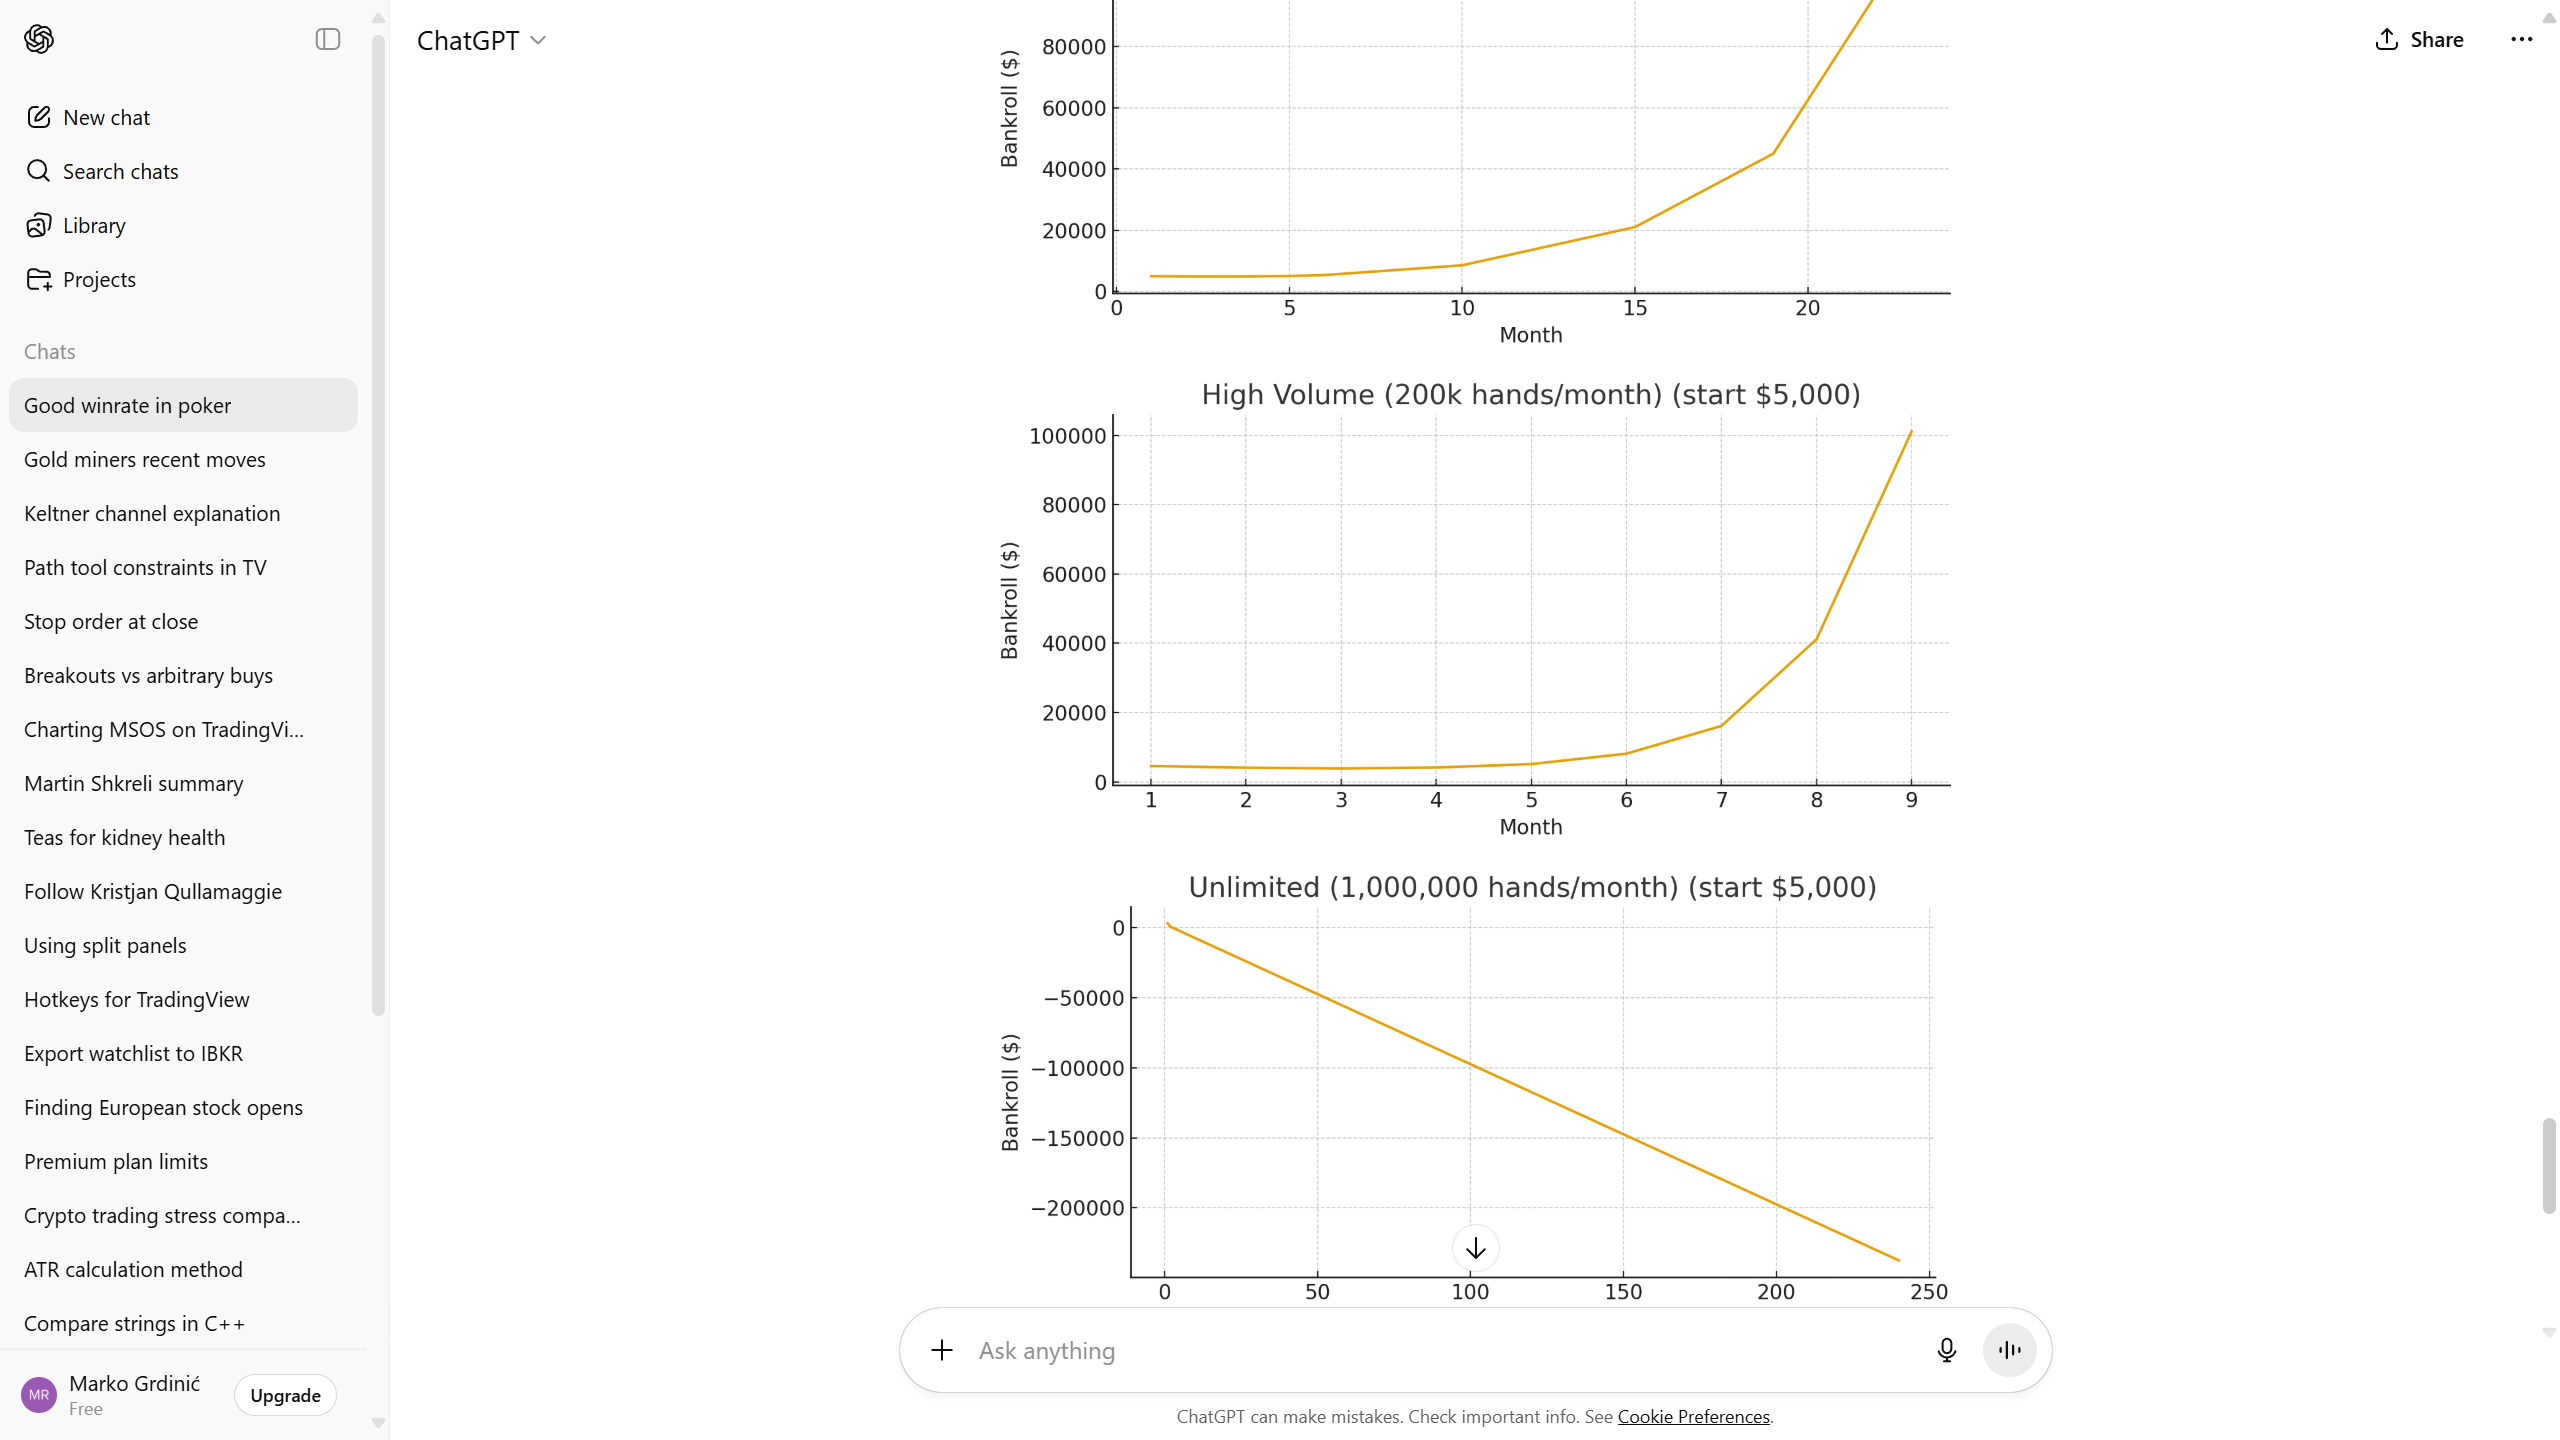 ChatGPT
Share
New chat
Search chats
Library
Projects
Chats
Good winrate in poker
Gold miners recent moves
Keltner channel explanation
Path tool constraints in TV
Stop order at close
Breakouts vs arbitrary buys
Charting MSOS on TradingVi...
Martin Shkreli summary
Teas for kidney health
Follow Kristjan Qullamaggie
Using split panels
Hotkeys for TradingView
Export watchlist to IBKR
Finding European stock opens
Premium plan limits
Crypto trading stress compa...
ATR calculation method
Compare strings in C++
MR
Marko Grdinić
Free
Upgrade
Bankroll ($)
80000
60000
40000
20000
0
0 5 10 15 20
Month
High Volume (200k hands/month) (start $5,000)
Bankroll ($)
100000
80000
60000
40000
20000
0
1 2 3 4 5 6 7 8 9
Month
Unlimited (1,000,000 hands/month) (start $5,000)
Bankroll ($)
0
−50000
−100000
−150000
−200000
0 50 100 150 200 250
Ask anything
ChatGPT can make mistakes. Check important info. See Cookie Preferences.